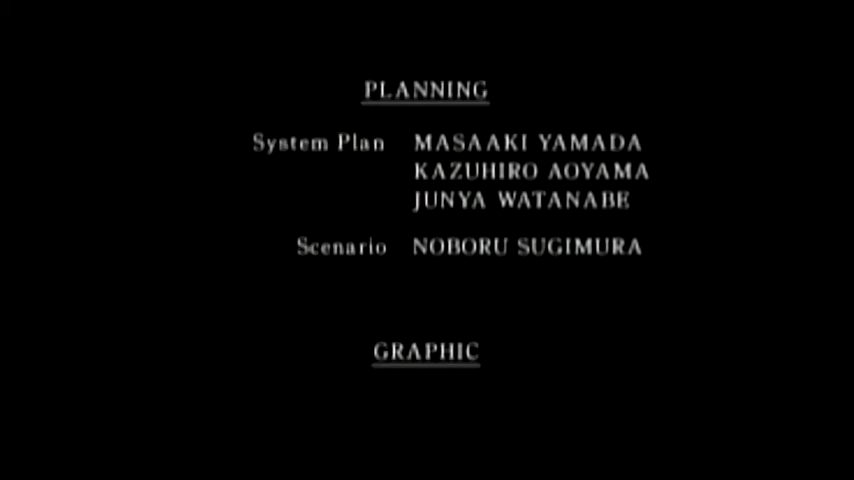 PLANNING
System Plan MASAAKI YAMADA
KAZUHIRO AOYAMA
JUNYA WATANABE
Scenario NOBORU SUGIMURA
GRAPHIC